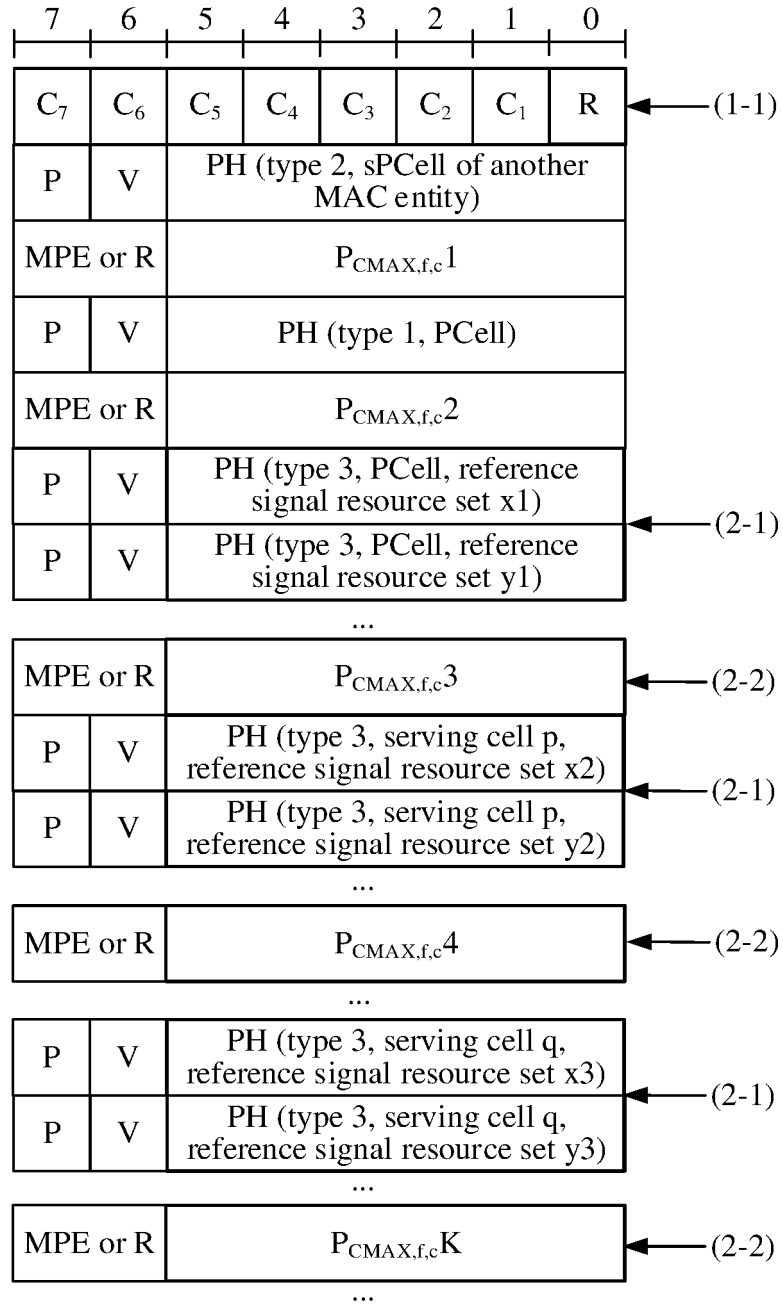 7 6 5 4 3 2 1 0
C7 C6 C5 C4 C3 C2 C1 R (1-1)
P V PH (type 2, sPCell of another
MAC entity)
MPE or R PCMAX,f,c1
P V PH (type 1, PCell)
MPE or R PCMAX,f,c2
P V PH (type 3, PCell, reference
signal resource set x1)
(2-1)
P V PH (type 3, PCell, reference
signal resource set y1)
...
MPE or R PCMAX,f,c3 (2-2)
P V PH (type 3, serving cell p,
reference signal resource set x2)
(2-1)
P V PH (type 3, serving cell p,
reference signal resource set y2)
...
MPE or R PCMAX,f,c4 (2-2)
...
P V PH (type 3, serving cell q,
reference signal resource set x3)
(2-1)
P V PH (type 3, serving cell q,
reference signal resource set y3)
...
MPE or R PCMAX,f,cK (2-2)
...